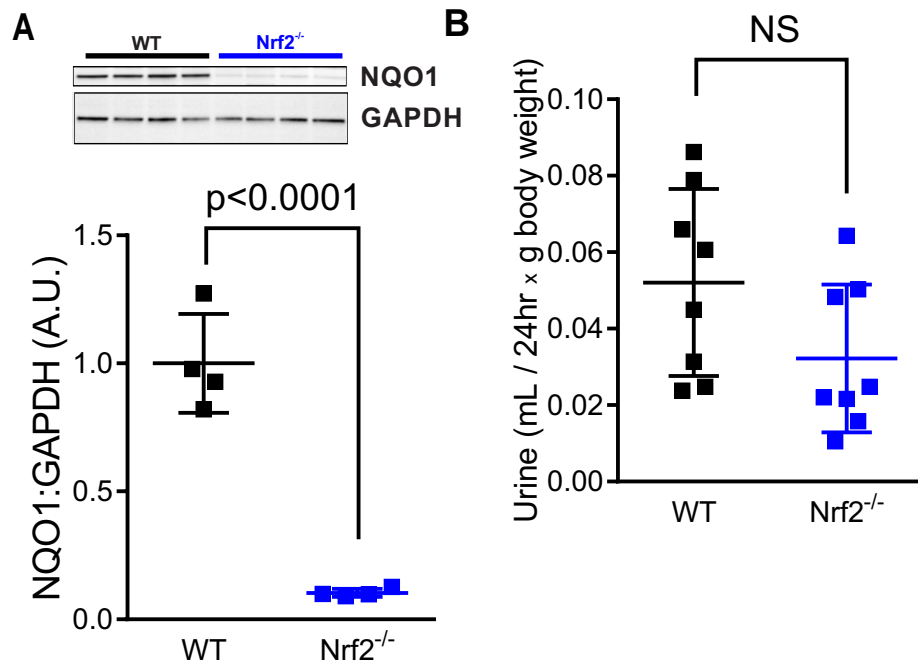 A
WT Nrf2-/-
NQO1
GAPDH
p<0.0001
NQO1:GAPDH (A.U.)
1.5
1.0
0.5
0.0
WT Nrf2-/-
B
NS
Urine (mL / 24hr x g body weight)
0.10
0.08
0.06
0.04
0.02
0.00
WT Nrf2-/-